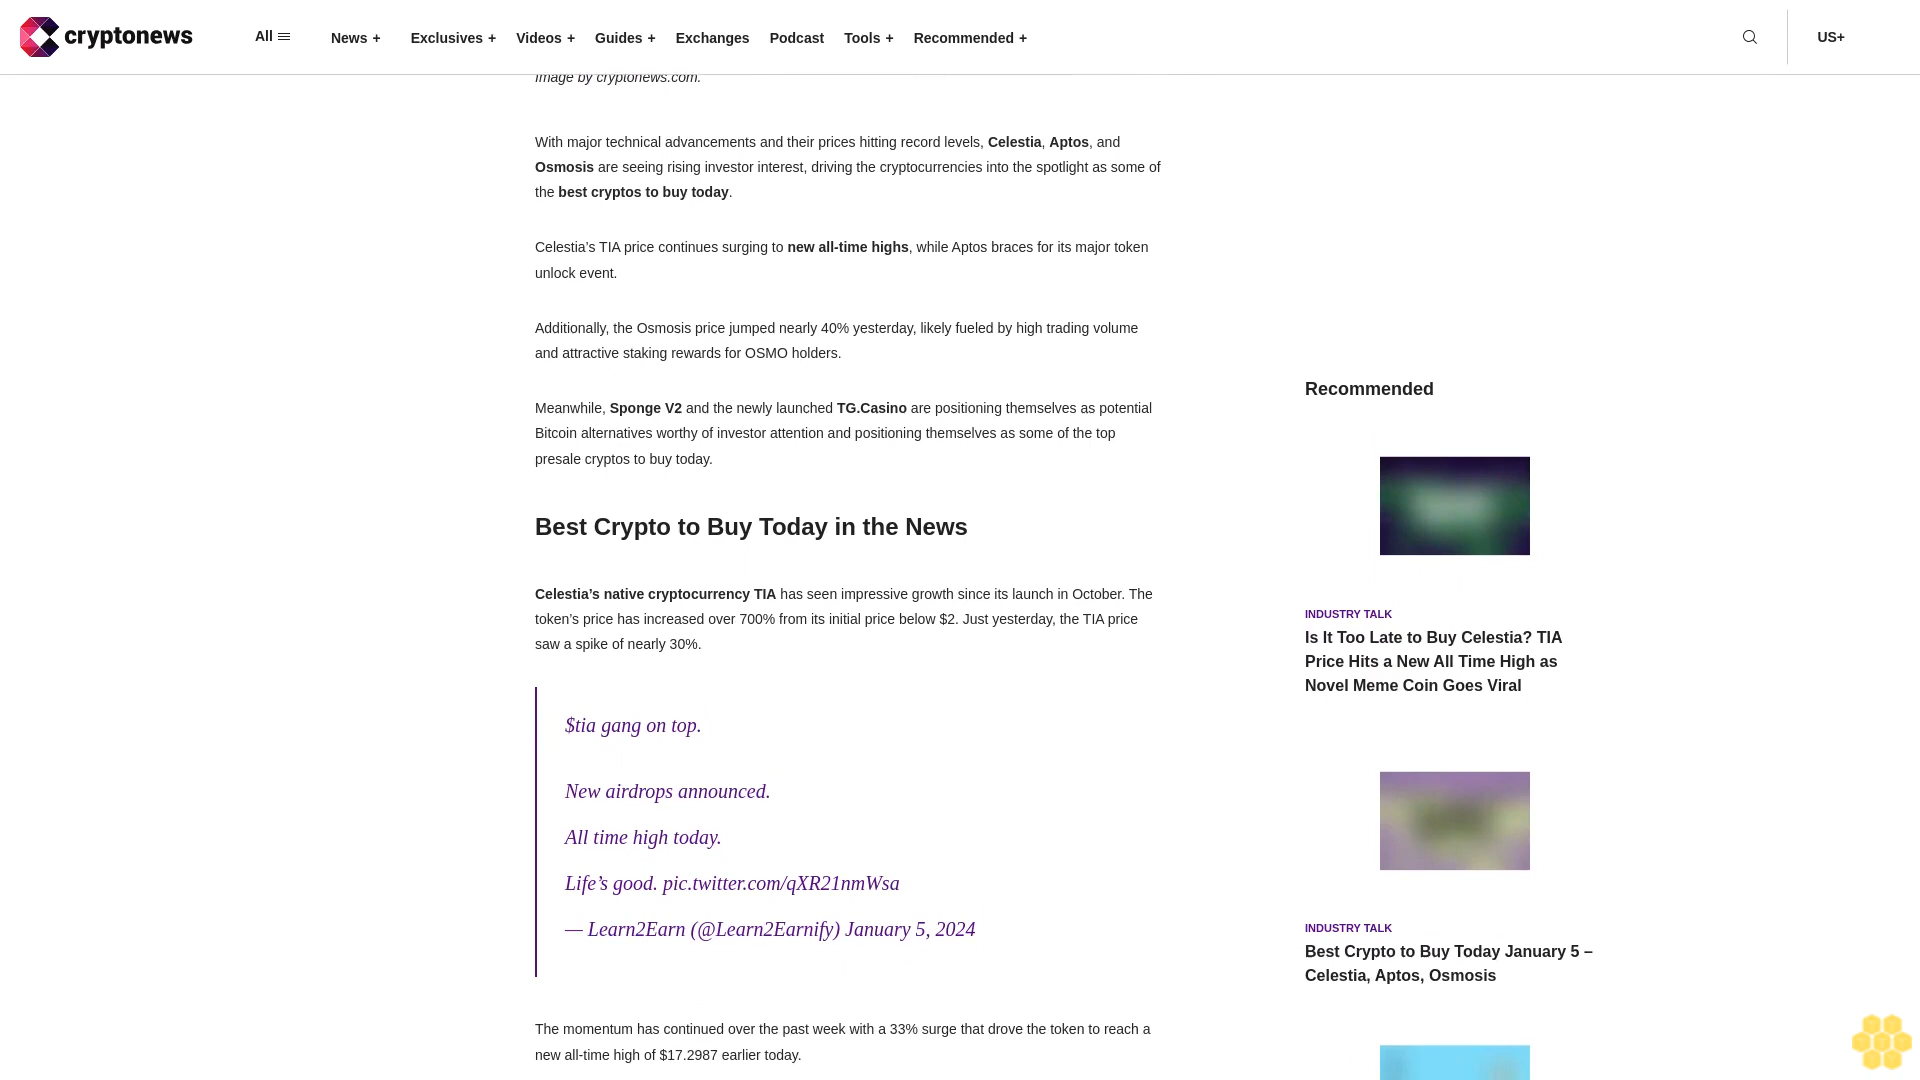 cryptonews
All
News +
Exclusives +
Videos +
Guides +
Exchanges
Podcast
Tools +
Recommended +
US+
Image by cryptonews.com.
With major technical advancements and their prices hitting record levels, Celestia, Aptos, and
Osmosis are seeing rising investor interest, driving the cryptocurrencies into the spotlight as some of
the best cryptos to buy today.
Celestia’s TIA price continues surging to new all-time highs, while Aptos braces for its major token
unlock event.
Additionally, the Osmosis price jumped nearly 40% yesterday, likely fueled by high trading volume
and attractive staking rewards for OSMO holders.
Meanwhile, Sponge V2 and the newly launched TG.Casino are positioning themselves as potential
Bitcoin alternatives worthy of investor attention and positioning themselves as some of the top
presale cryptos to buy today.
Best Crypto to Buy Today in the News
Celestia’s native cryptocurrency TIA has seen impressive growth since its launch in October. The
token’s price has increased over 700% from its initial price below $2. Just yesterday, the TIA price
saw a spike of nearly 30%.
$tia gang on top.
New airdrops announced.
All time high today.
Life’s good. pic.twitter.com/qXR21nmWsa
— Learn2Earn (@Learn2Earnify) January 5, 2024
The momentum has continued over the past week with a 33% surge that drove the token to reach a
new all-time high of $17.2987 earlier today.
Recommended
INDUSTRY TALK
Is It Too Late to Buy Celestia? TIA
Price Hits a New All Time High as
Novel Meme Coin Goes Viral
INDUSTRY TALK
Best Crypto to Buy Today January 5 –
Celestia, Aptos, Osmosis